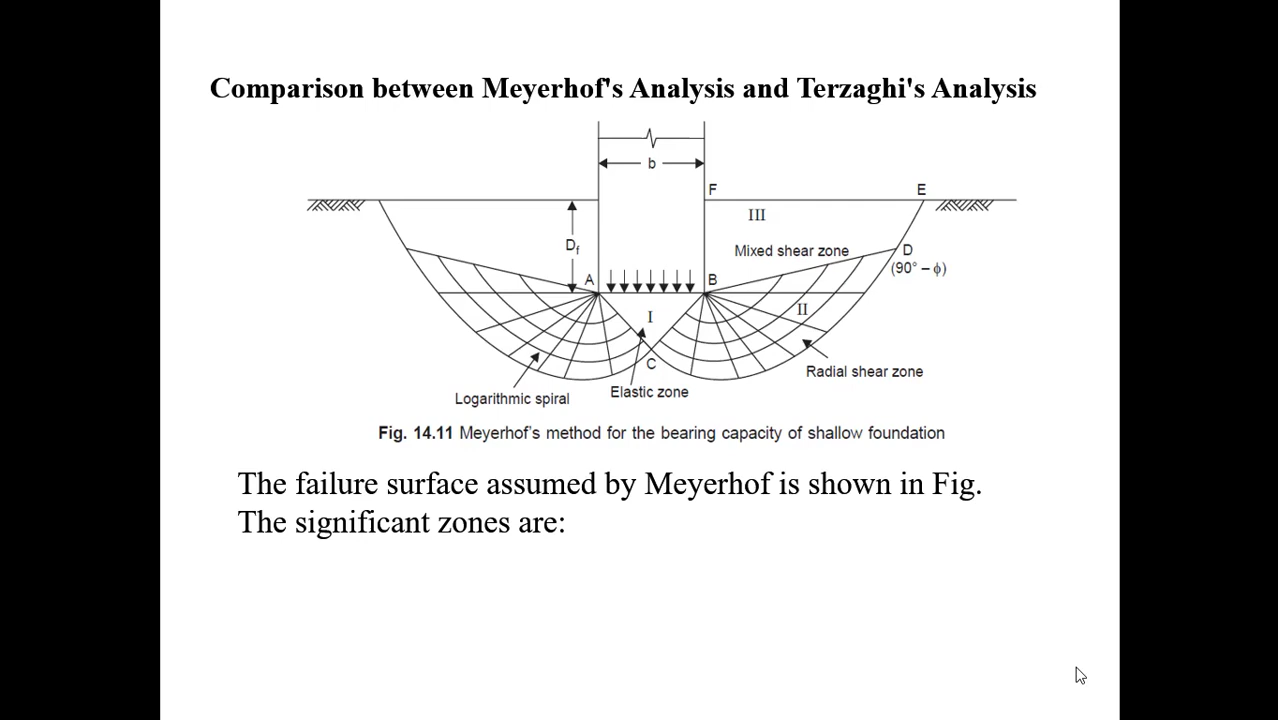 Comparison between Meyerhof's Analysis and Terzaghi's Analysis
b
F
E
III
Df
Mixed shear zone
D
(90° – ϕ)
A
B
I
II
C
Radial shear zone
Logarithmic spiral
Elastic zone
Fig. 14.11 Meyerhof's method for the bearing capacity of shallow foundation
The failure surface assumed by Meyerhof is shown in Fig.
The significant zones are: